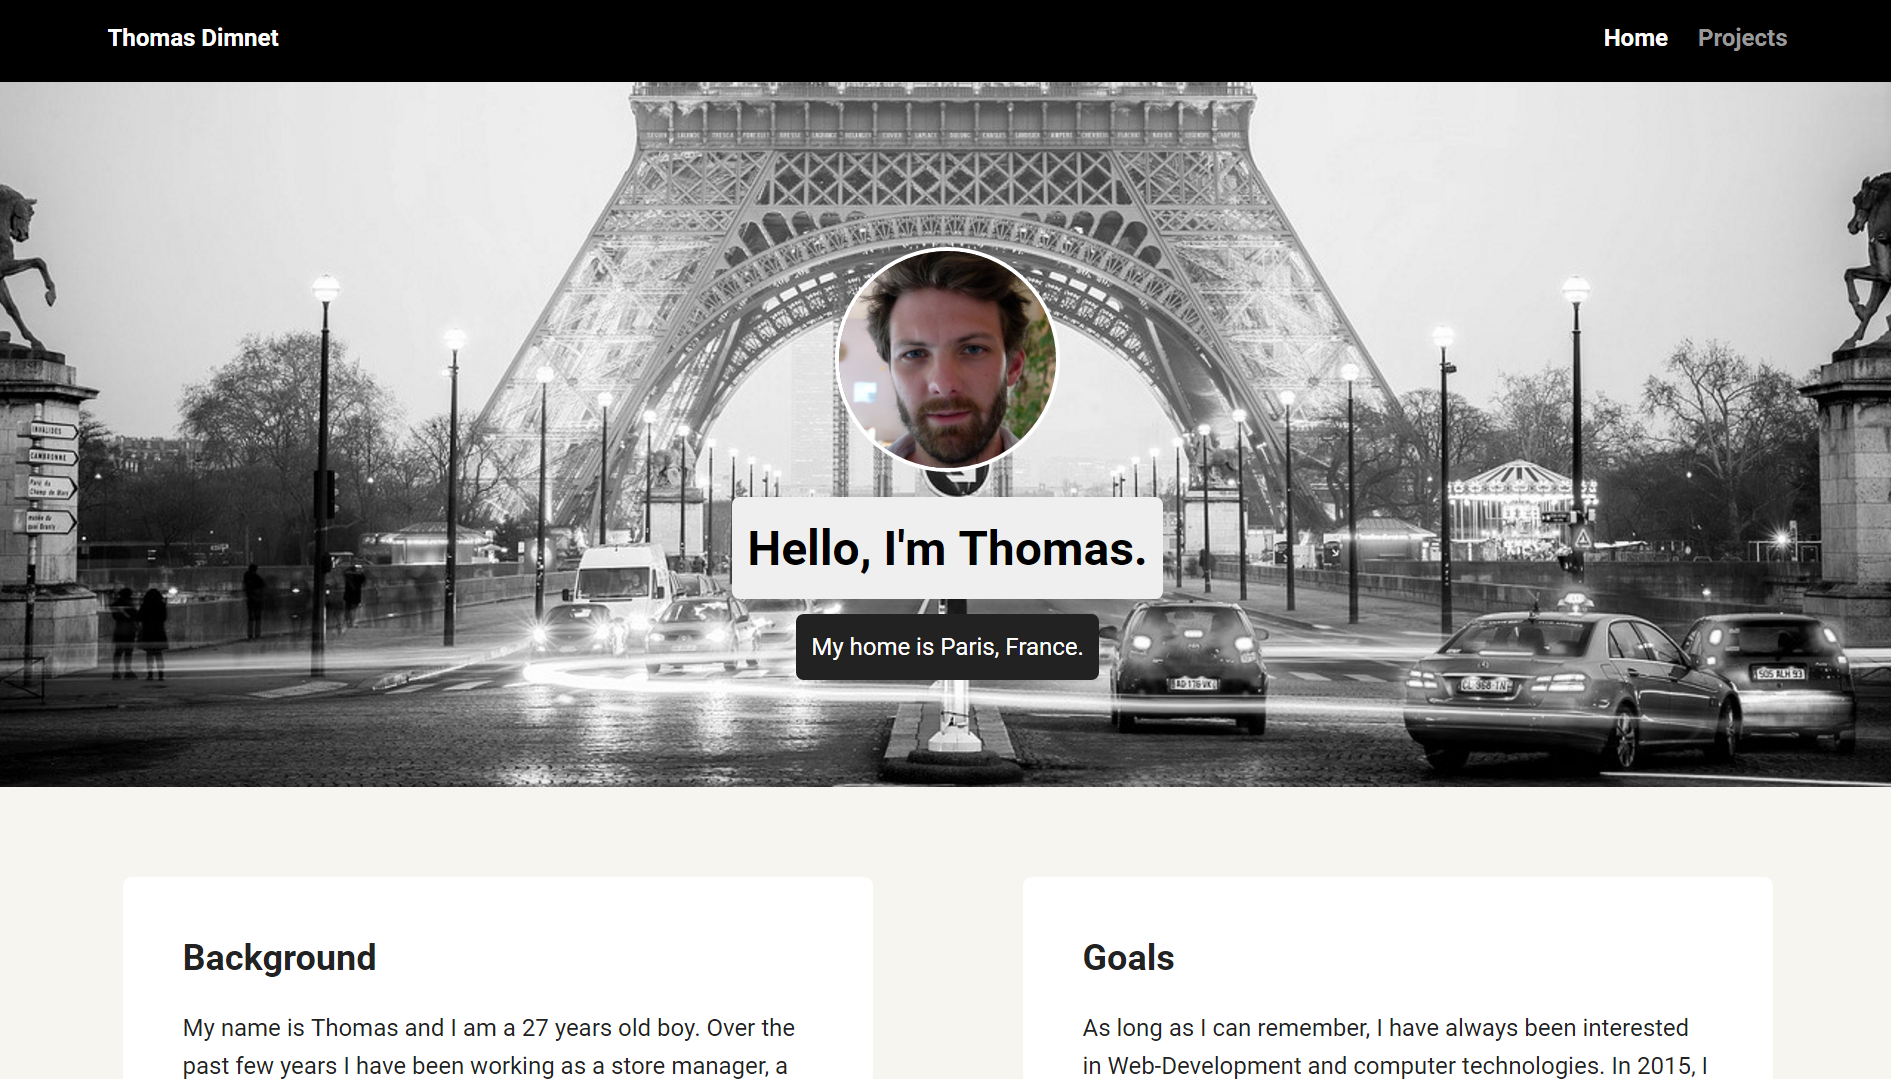 Thomas Dimnet
Home Projects
INVALIDES
CAMBRONNE
Hello, I'm Thomas.
My home is Paris, France.
Background
My name is Thomas and I am a 27 years old boy. Over the
past few years I have been working as a store manager, a
Goals
As long as I can remember, I have always been interested
in Web-Development and computer technologies. In 2015, I